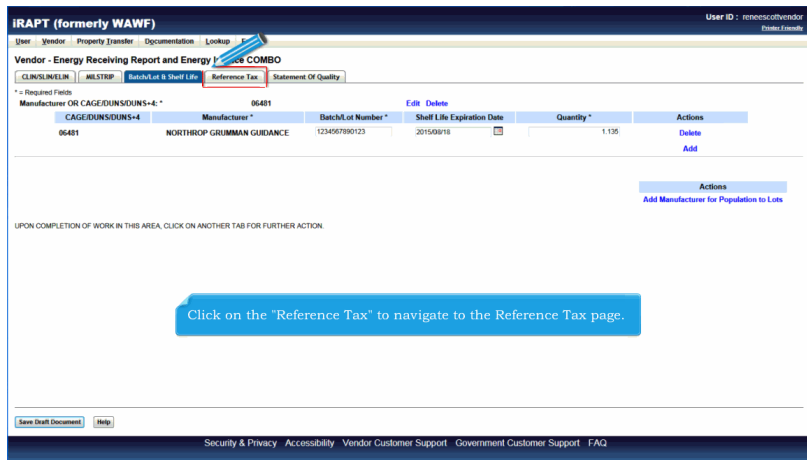 iRAPT (formerly WAWF)
User ID : reneescottvendor
Printer Friendly
User Vendor Property Transfer Documentation Lookup
Vendor - Energy Receiving Report and Energy COMBO
CLIN/SLIN/ELIN MILSTRIP Batch/Lot & Shelf Life Reference Tax Statement Of Quality
* = Required Fields
Manufacturer OR CAGE/DUNS/DUNS+4: * 06481 Edit Delete
CAGE/DUNS/DUNS+4 Manufacturer * Batch/Lot Number * Shelf Life Expiration Date Quantity * Actions
06481 NORTHROP GRUMMAN GUIDANCE 1234567890123 2015/08/18 1.135 Delete
Add
Actions
Add Manufacturer for Population to Lots
UPON COMPLETION OF WORK IN THIS AREA, CLICK ON ANOTHER TAB FOR FURTHER ACTION.
Click on the "Reference Tax" to navigate to the Reference Tax page.
Save Draft Document Help
Security & Privacy Accessibility Vendor Customer Support Government Customer Support FAQ